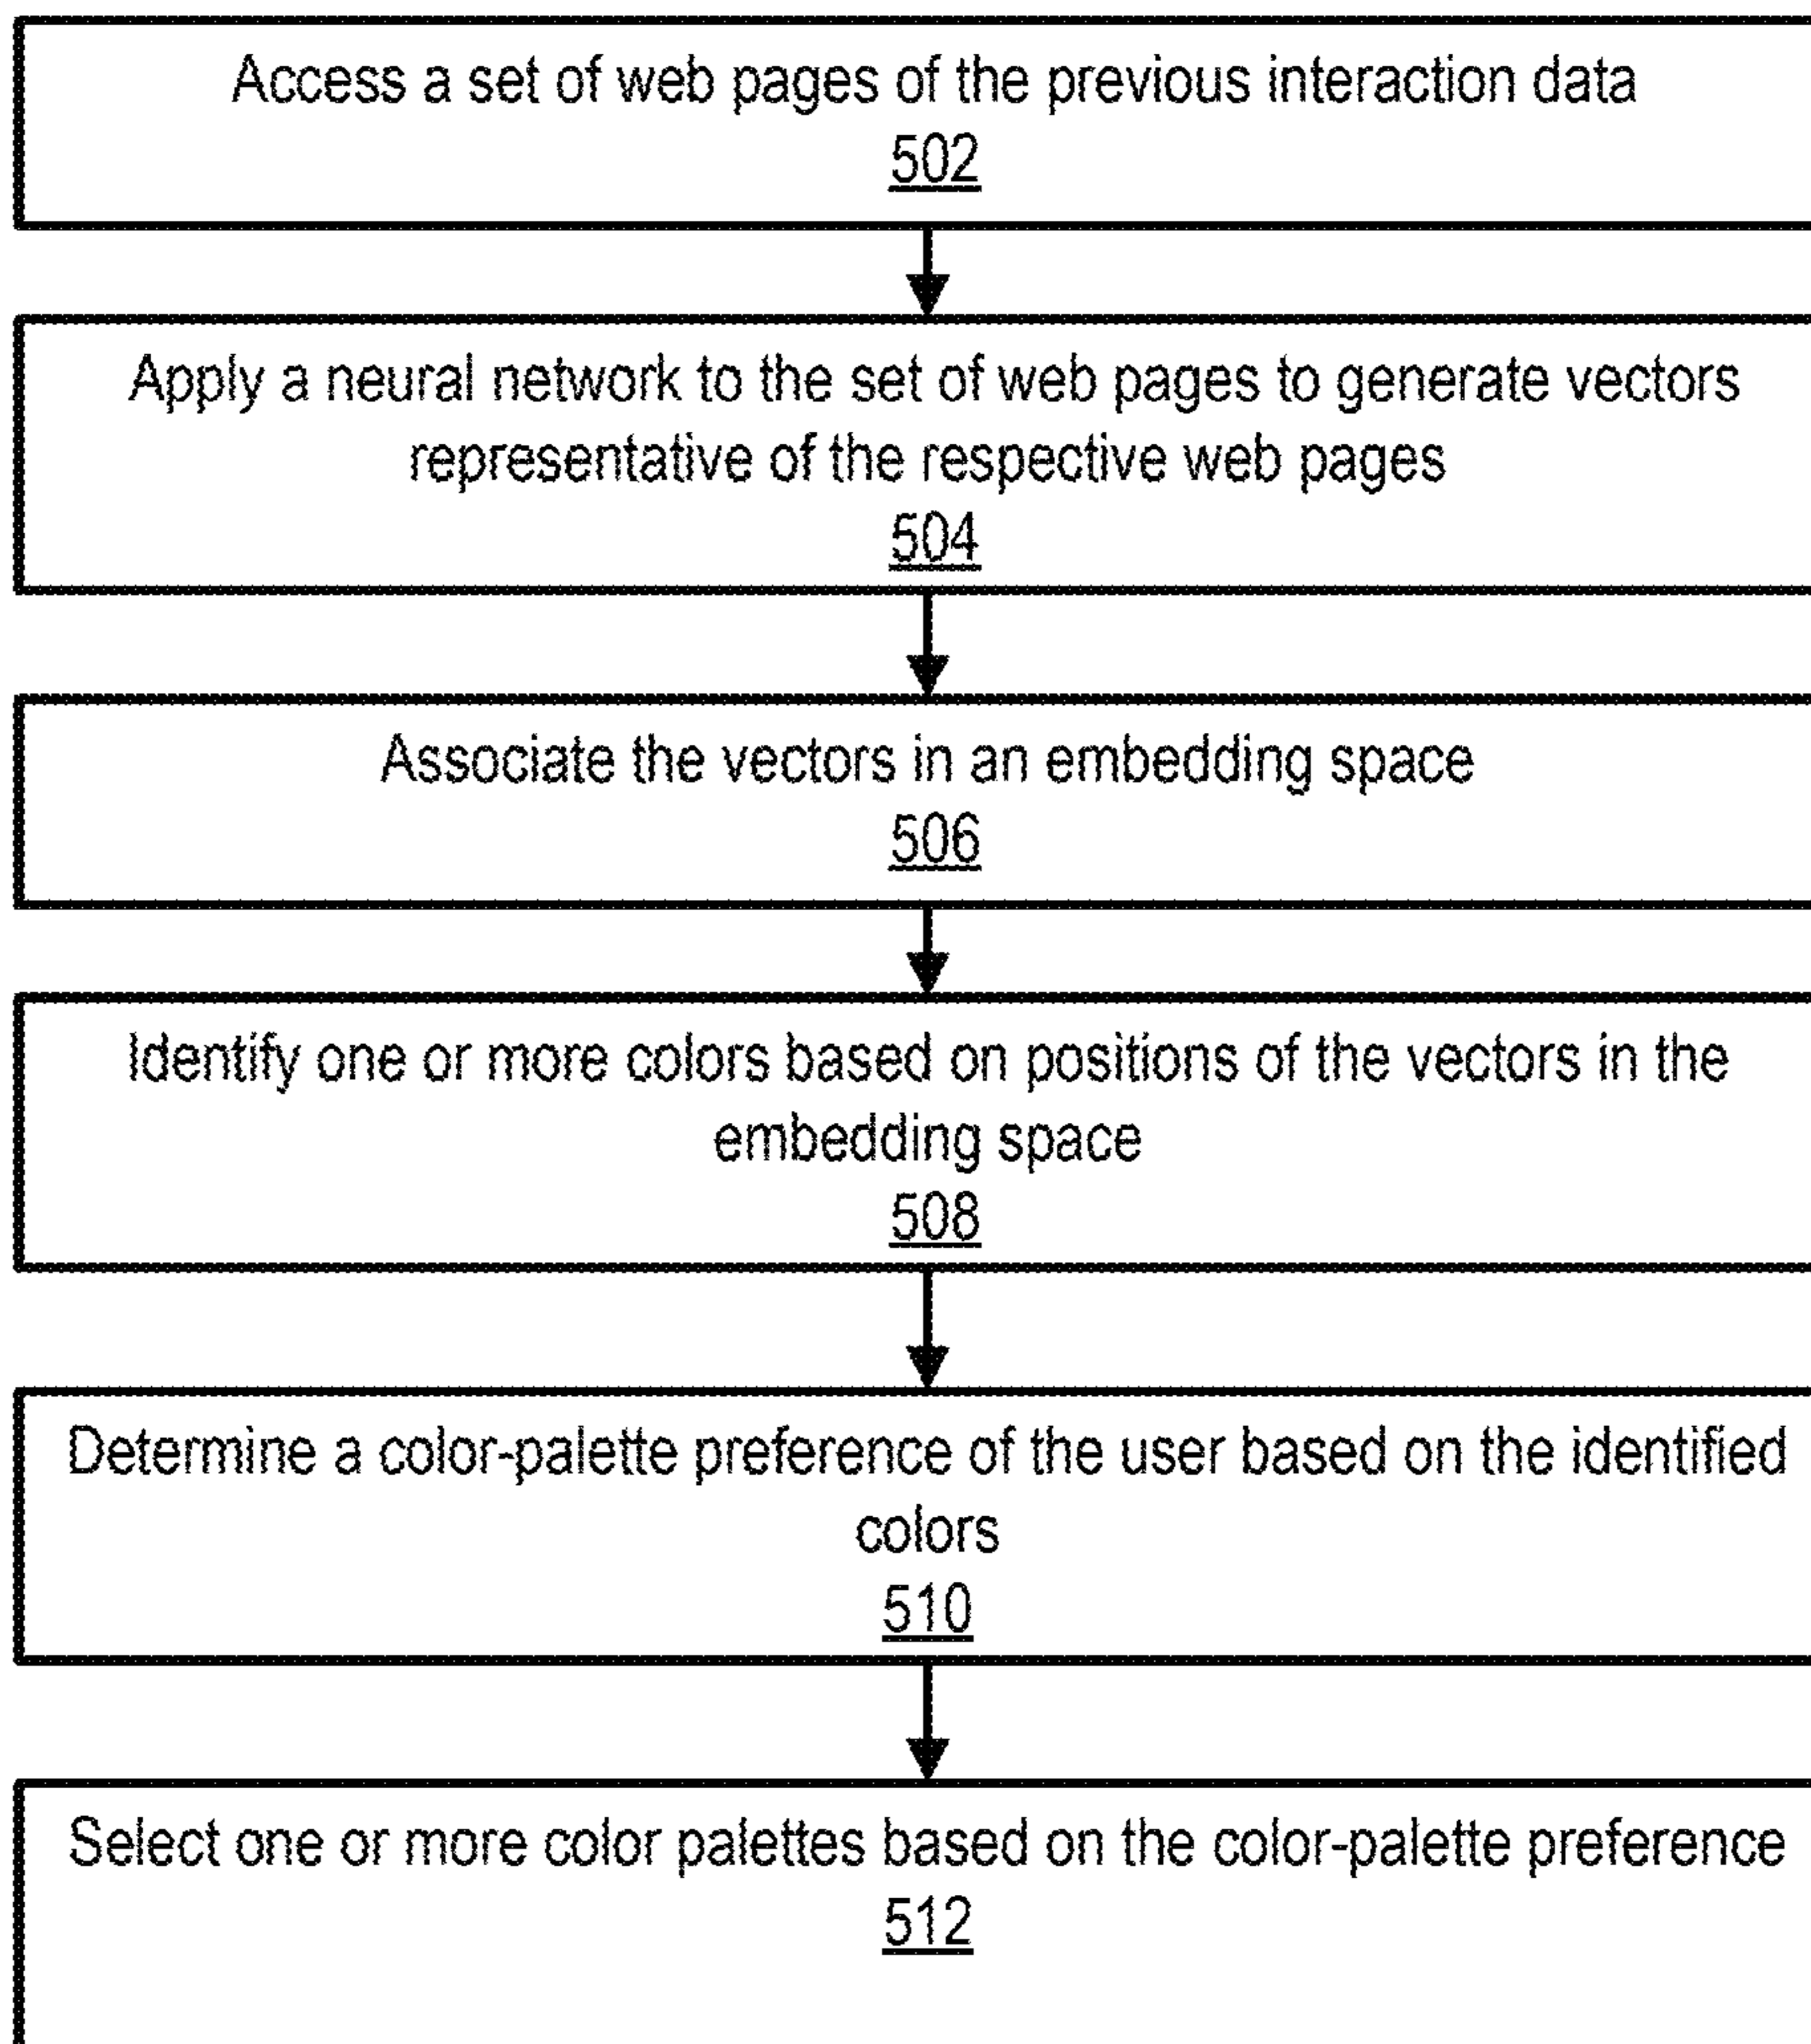 Access a set of web pages of the previous interaction data
502
Apply a neural network to the set of web pages to generate vectors
representative of the respective web pages
504
Associate the vectors in an embedding space
506
Identify one or more colors based on positions of the vectors in the
embedding space
508
Determine a color-palette preference of the user based on the identified
colors
510
Select one or more color palettes based on the color-palette preference
512